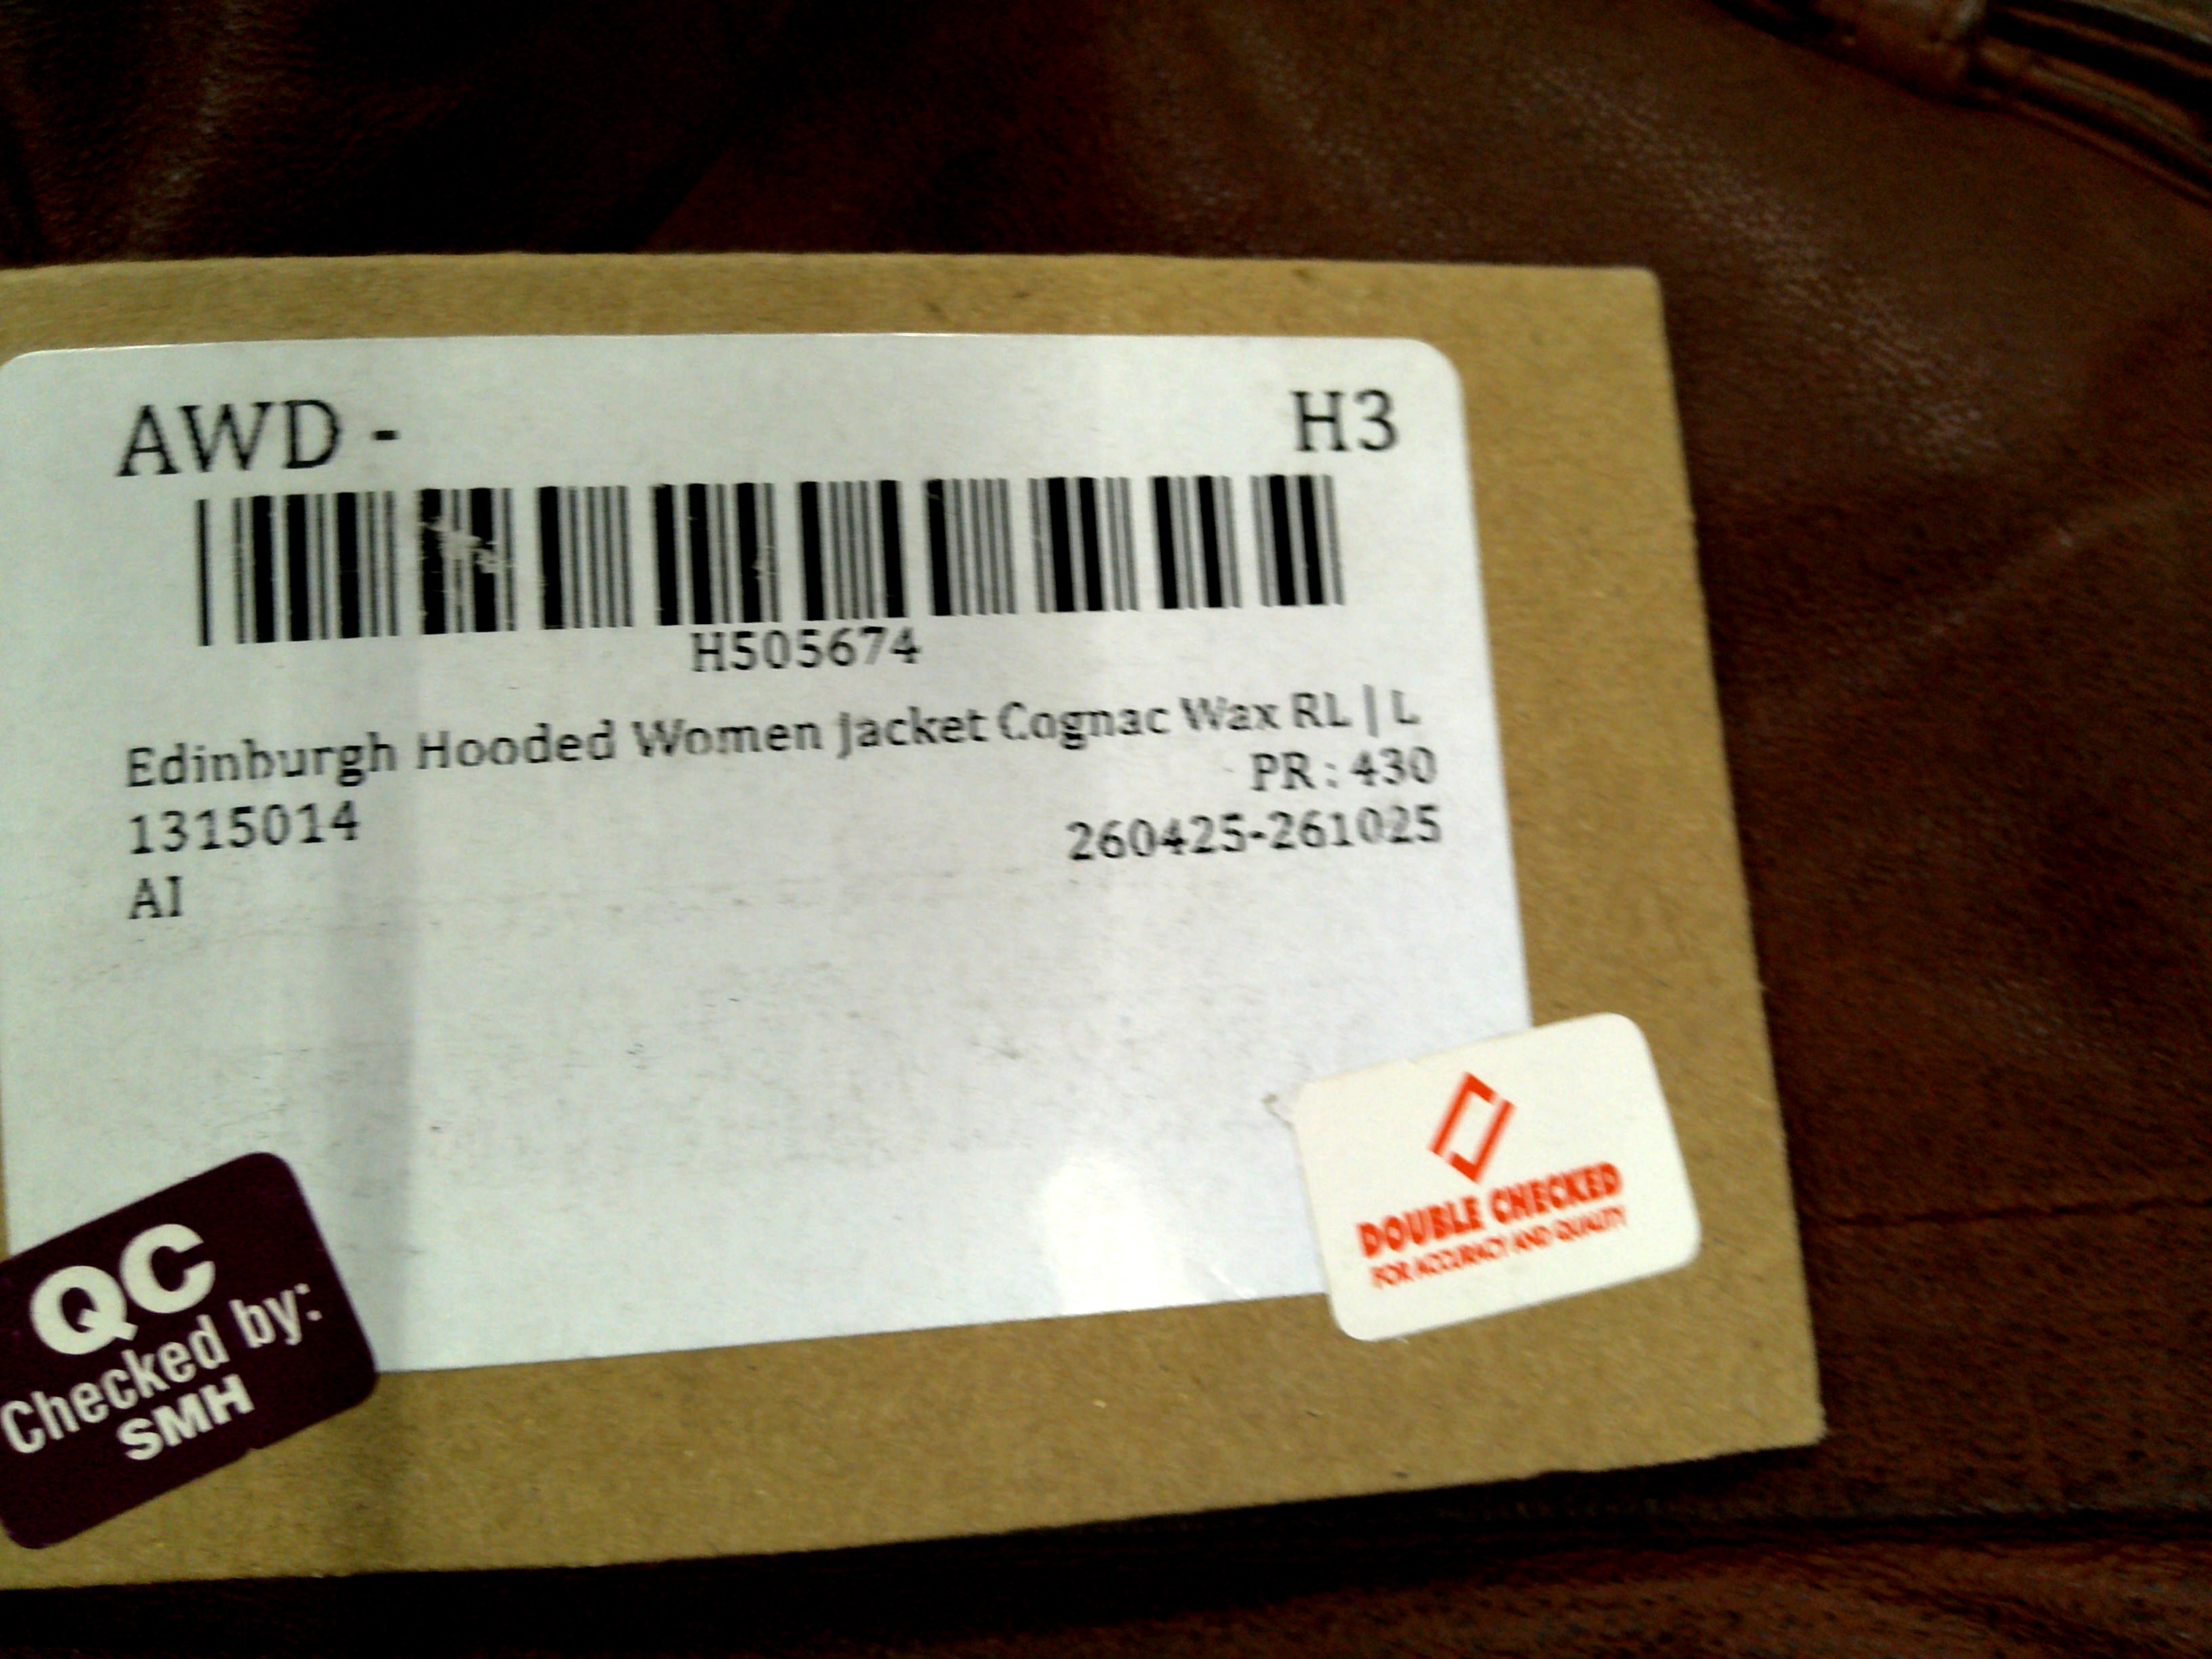 AWD - H3
H505674
Edinburgh Hooded Women Jacket Cognac Wax RL | L
PR : 430
1315014 260425-261025
AI
DOUBLE CHECKED
FOR ACCURACY AND QUALITY
QC
Checked by:
SMH